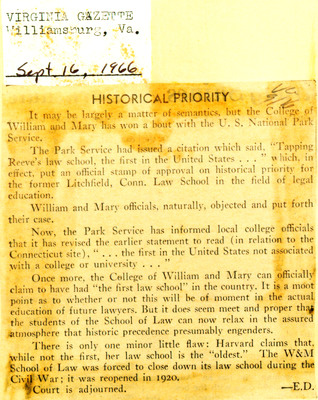 VIRGINIA GAZETTE
Williamsburg, Va.
Sept. 16, 1966
HISTORICAL PRIORITY
It may be largely a matter of semantics, but the College of
William and Mary has won a bout with the U. S. National Park
Service.
The Park Service had issued a citation which said, "Tapping
Reeve's law school, the first in the United States . . . " which, in
effect, put an official stamp of approval on historical priority for
the former Litchfield, Conn. Law School in the field of legal
education.
William and Mary officials, naturally, objected and put forth
their case.
Now, the Park Service has informed local college officials
that it has revised the earlier statement to read (in relation to the
Connecticut site), " . . . the first in the United States not associated
with a college or university . . . "
Once more, the College of William and Mary can officially
claim to have had "the first law school" in the country. It is a moot
point as to whether or not this will be of moment in the actual
education of future lawyers. But it does seem meet and proper that
the students of the School of Law can now relax in the assured
atmosphere that historic precedence presumably engenders.
There is only one minor little flaw: Harvard claims that,
while not the first, her law school is the "oldest." The W&M
School of Law was forced to close down its law school during the
Civil War; it was reopened in 1920.
Court is adjourned. —E.D.